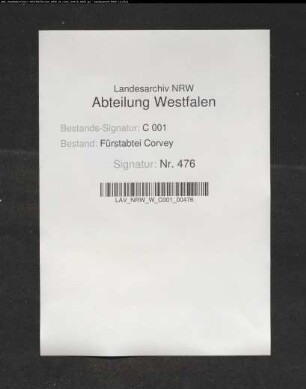 Landesarchiv NRW
Abteilung Westfalen
Bestands-Signatur: C 001
Bestand: Fürstabtei Corvey
Signatur: Nr. 476
LAV_NRW_W_C001_00476